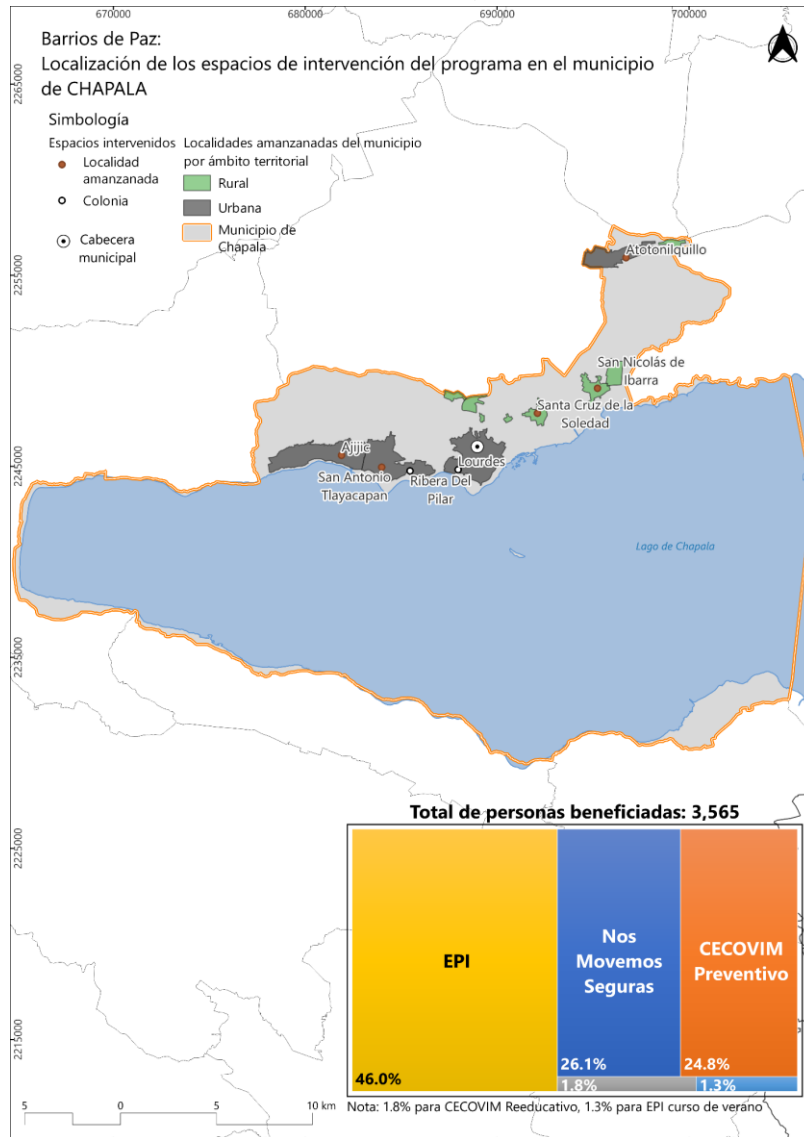 670000
680000
690000
700000
Barrios de Paz:
Localización de los espacios de intervención del programa en el municipio
de CHAPALA
Simbología
Espacios intervenidos
Localidad
amanzanada
Colonia
Cabecera
municipal
Localidades amanzanadas del municipio
por ámbito territorial
Rural
Urbana
Municipio de
Chapala
2265000
2255000
2245000
2235000
2225000
2215000
Atotonilquillo
San Nicolás de
Ibarra
Santa Cruz de la
Soledad
Ajijic
San Antonio
Tlayacapan
Ribera Del
Pilar
Lourdes
Lago de Chapala
Total de personas beneficiadas: 3,565
EPI
46.0%
Nos
Movemos
Seguras
26.1%
CECOVIM
Preventivo
24.8%
1.8%
1.3%
Nota: 1.8% para CECOVIM Reeducativo, 1.3% para EPI curso de verano
5 0 5 10 km